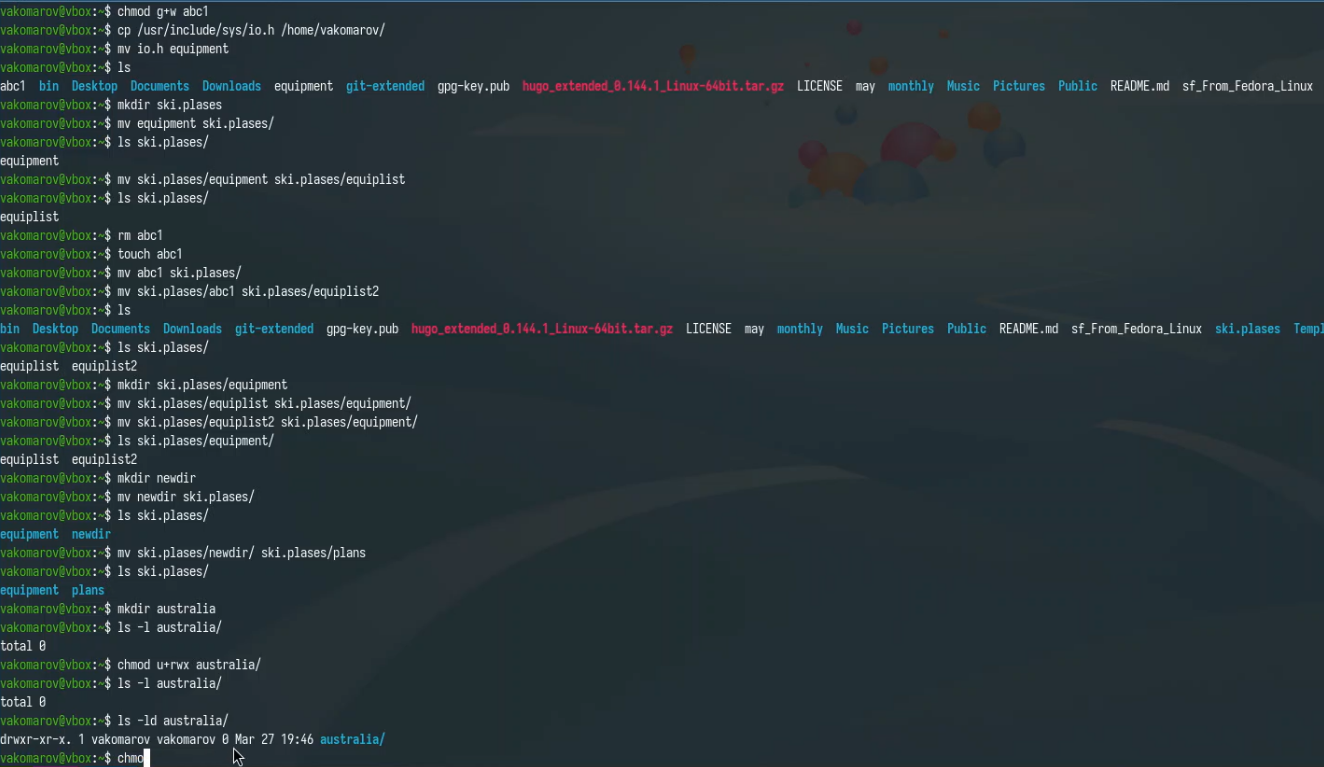 vakomarov@vbox:~$ chmod g+w abc1
vakomarov@vbox:~$ cp /usr/include/sys/io.h /home/vakomarov/
vakomarov@vbox:~$ mv io.h equipment
vakomarov@vbox:~$ ls
abc1 bin Desktop Documents Downloads equipment git-extended gpg-key.pub hugo_extended_0.144.1_Linux-64bit.tar.gz LICENSE may monthly Music Pictures Public README.md sf_From_Fedora_Linux
vakomarov@vbox:~$ mkdir ski.plases
vakomarov@vbox:~$ mv equipment ski.plases/
vakomarov@vbox:~$ ls ski.plases/
equipment
vakomarov@vbox:~$ mv ski.plases/equipment ski.plases/equiplist
vakomarov@vbox:~$ ls ski.plases/
equiplist
vakomarov@vbox:~$ rm abc1
vakomarov@vbox:~$ touch abc1
vakomarov@vbox:~$ mv abc1 ski.plases/
vakomarov@vbox:~$ mv ski.plases/abc1 ski.plases/equiplist2
vakomarov@vbox:~$ ls
bin Desktop Documents Downloads git-extended gpg-key.pub hugo_extended_0.144.1_Linux-64bit.tar.gz LICENSE may monthly Music Pictures Public README.md sf_From_Fedora_Linux ski.plases Templ
vakomarov@vbox:~$ ls ski.plases/
equiplist equiplist2
vakomarov@vbox:~$ mkdir ski.plases/equipment
vakomarov@vbox:~$ mv ski.plases/equiplist ski.plases/equipment/
vakomarov@vbox:~$ mv ski.plases/equiplist2 ski.plases/equipment/
vakomarov@vbox:~$ ls ski.plases/equipment/
equiplist equiplist2
vakomarov@vbox:~$ mkdir newdir
vakomarov@vbox:~$ mv newdir ski.plases/
vakomarov@vbox:~$ ls ski.plases/
equipment newdir
vakomarov@vbox:~$ mv ski.plases/newdir/ ski.plases/plans
vakomarov@vbox:~$ ls ski.plases/
equipment plans
vakomarov@vbox:~$ mkdir australia
vakomarov@vbox:~$ ls -l australia/
total 0
vakomarov@vbox:~$ chmod u+rwx australia/
vakomarov@vbox:~$ ls -l australia/
total 0
vakomarov@vbox:~$ ls -ld australia/
drwxr-xr-x. 1 vakomarov vakomarov 0 Mar 27 19:46 australia/
vakomarov@vbox:~$ chmo